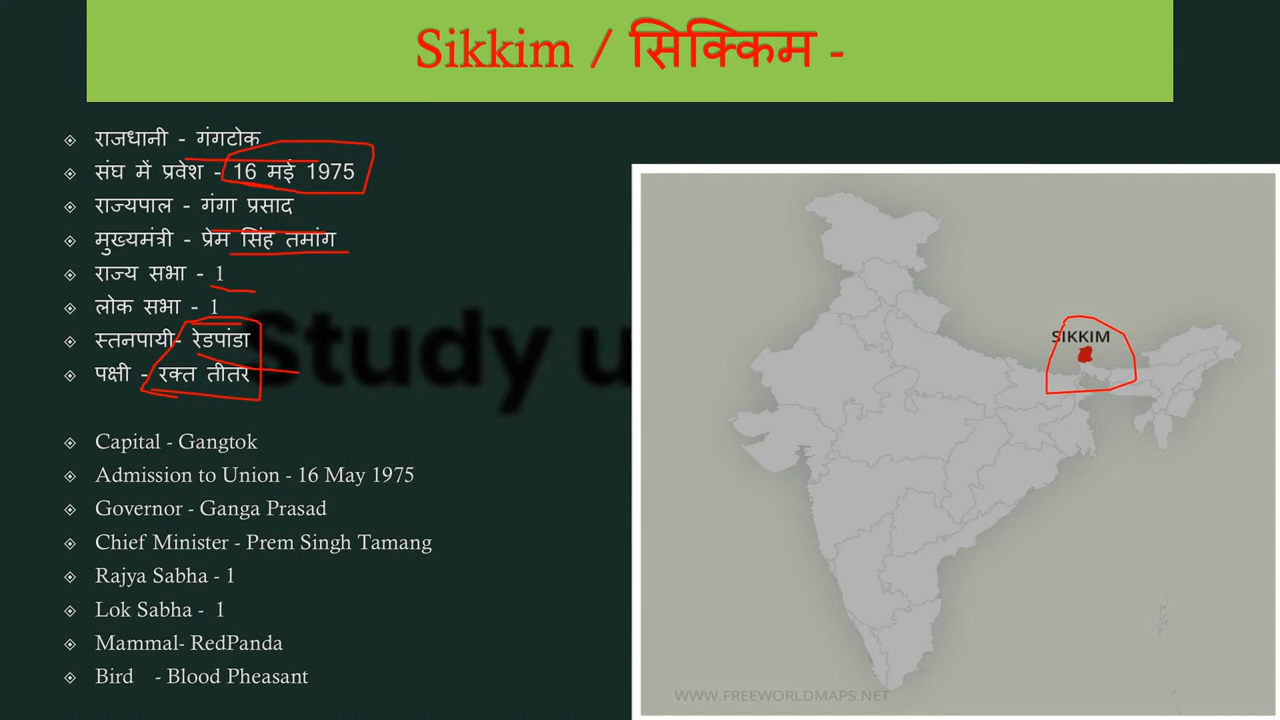 Sikkim / सिक्किम -
राजधानी - गंगटोक
संघ में प्रवेश - 16 मई 1975
राज्यपाल - गंगा प्रसाद
मुख्यमंत्री - प्रेम सिंह तमांग
राज्य सभा - 1
लोक सभा - 1
स्तनपायी- रेडपांडा
पक्षी - रक्त तीतर
Study u
Capital - Gangtok
Admission to Union - 16 May 1975
Governor - Ganga Prasad
Chief Minister - Prem Singh Tamang
Rajya Sabha - 1
Lok Sabha - 1
Mammal- RedPanda
Bird - Blood Pheasant
SIKKIM
WWW.FREEWORLDMAPS.NET